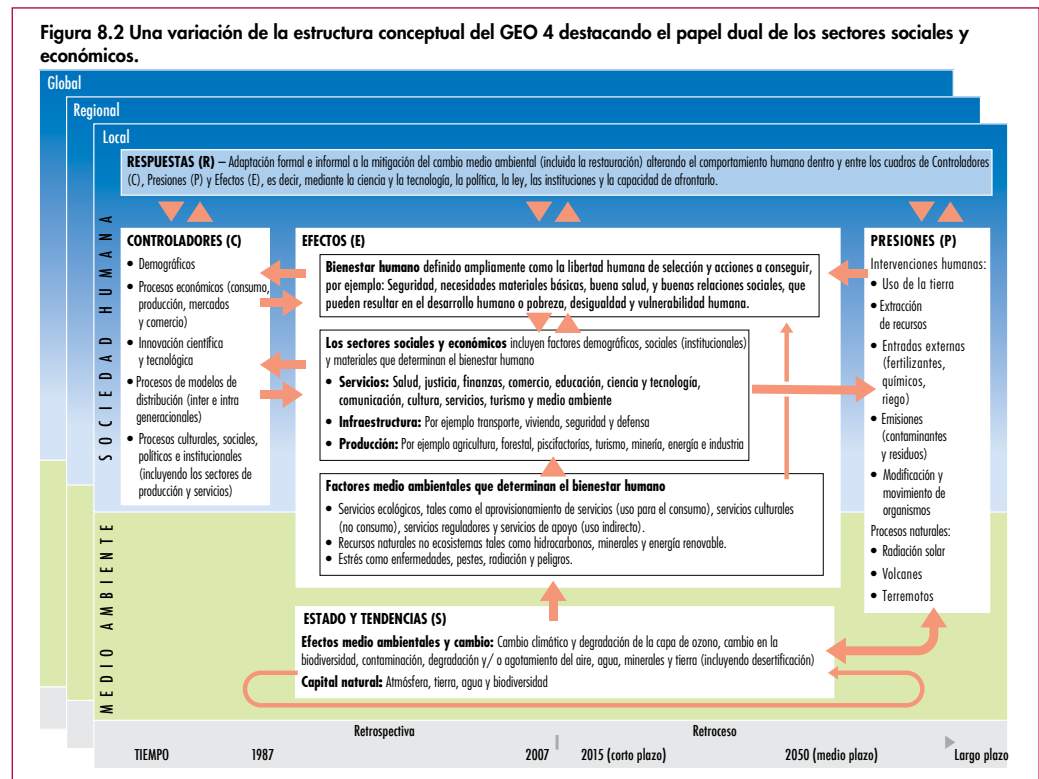 Figura 8.2 Una variación de la estructura conceptual del GEO 4 destacando el papel dual de los sectores sociales y
económicos.
Global
Regional
Local
RESPUESTAS (R) – Adaptación formal e informal a la mitigación del cambio medio ambiental (incluida la restauración) alterando el comportamiento humano dentro y entre los cuadros de Controladores
(C), Presiones (P) y Efectos (E), es decir, mediante la ciencia y la tecnología, la política, la ley, las instituciones y la capacidad de afrontarlo.
SOCIEDAD HUMANA
CONTROLADORES (C)
• Demográficos
• Procesos económicos (consumo,
producción, mercados
y comercio)
• Innovación científica
y tecnológica
• Procesos de modelos de
distribución (inter e intra
generacionales)
• Procesos culturales, sociales,
políticos e institucionales
(incluyendo los sectores de
producción y servicios)
EFECTOS (E)
Bienestar humano definido ampliamente como la libertad humana de selección y acciones a conseguir,
por ejemplo: Seguridad, necesidades materiales básicas, buena salud, y buenas relaciones sociales, que
pueden resultar en el desarrollo humano o pobreza, desigualdad y vulnerabilidad humana.
Los sectores sociales y económicos incluyen factores demográficos, sociales (institucionales)
y materiales que determinan el bienestar humano
• Servicios: Salud, justicia, finanzas, comercio, educación, ciencia y tecnología,
comunicación, cultura, servicios, turismo y medio ambiente
• Infraestructura: Por ejemplo transporte, vivienda, seguridad y defensa
• Producción: Por ejemplo agricultura, forestal, piscifactorías, turismo, minería, energía e industria
Factores medio ambientales que determinan el bienestar humano
• Servicios ecológicos, tales como el aprovisionamiento de servicios (uso para el consumo), servicios culturales
(no consumo), servicios reguladores y servicios de apoyo (uso indirecto).
• Recursos naturales no ecosistemas tales como hidrocarbonos, minerales y energía renovable.
• Estrés como enfermedades, pestes, radiación y peligros.
PRESIONES (P)
Intervenciones humanas:
• Uso de la tierra
• Extracción
de recursos
• Entradas externas
(fertilizantes,
químicos,
riego)
• Emisiones
(contaminantes
y residuos)
• Modificación y
movimiento de
organismos
Procesos naturales:
• Radiación solar
• Volcanes
• Terremotos
MEDIO AMBIENTE
ESTADO Y TENDENCIAS (S)
Efectos medio ambientales y cambio: Cambio climático y degradación de la capa de ozono, cambio en la
biodiversidad, contaminación, degradación y/ o agotamiento del aire, agua, minerales y tierra (incluyendo desertificación)
Capital natural: Atmósfera, tierra, agua y biodiversidad
Retrospectiva Retroceso
TIEMPO 1987 2007 2015 (corto plazo) 2050 (medio plazo) Largo plazo